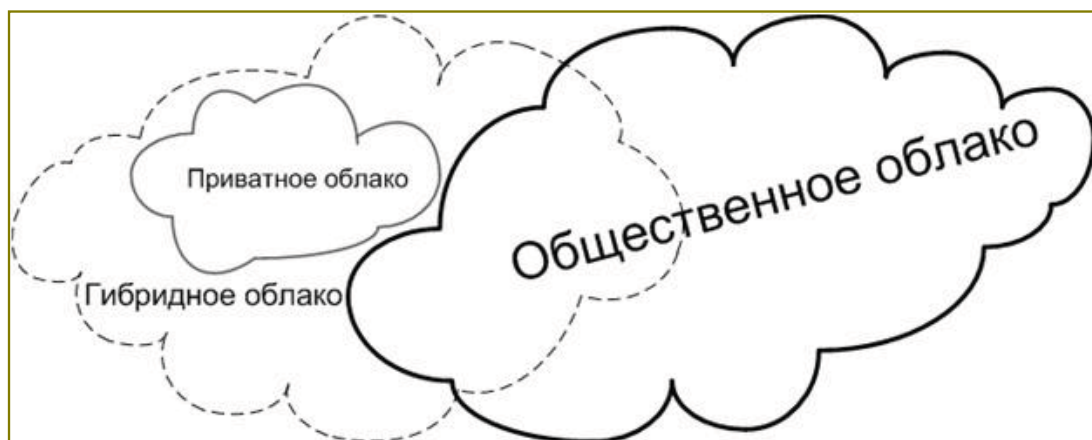 Приватное облако
Общественное облако
Гибридное облако